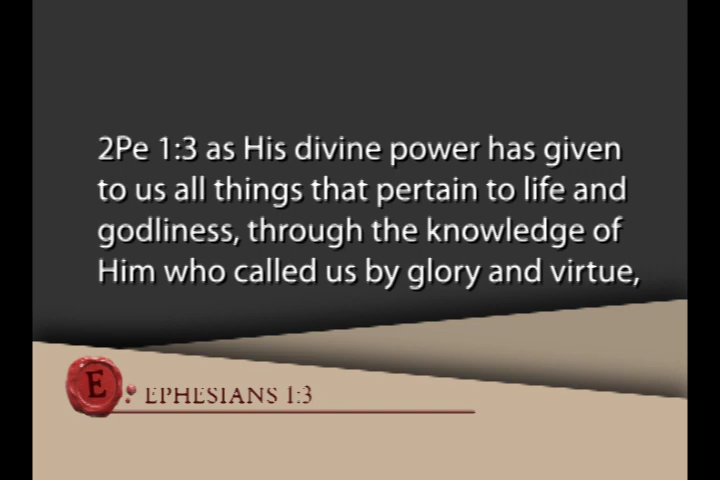 2Pe 1:3 as His divine power has given
to us all things that pertain to life and
godliness, through the knowledge of
Him who called us by glory and virtue,
E
EPHESIANS 1:3